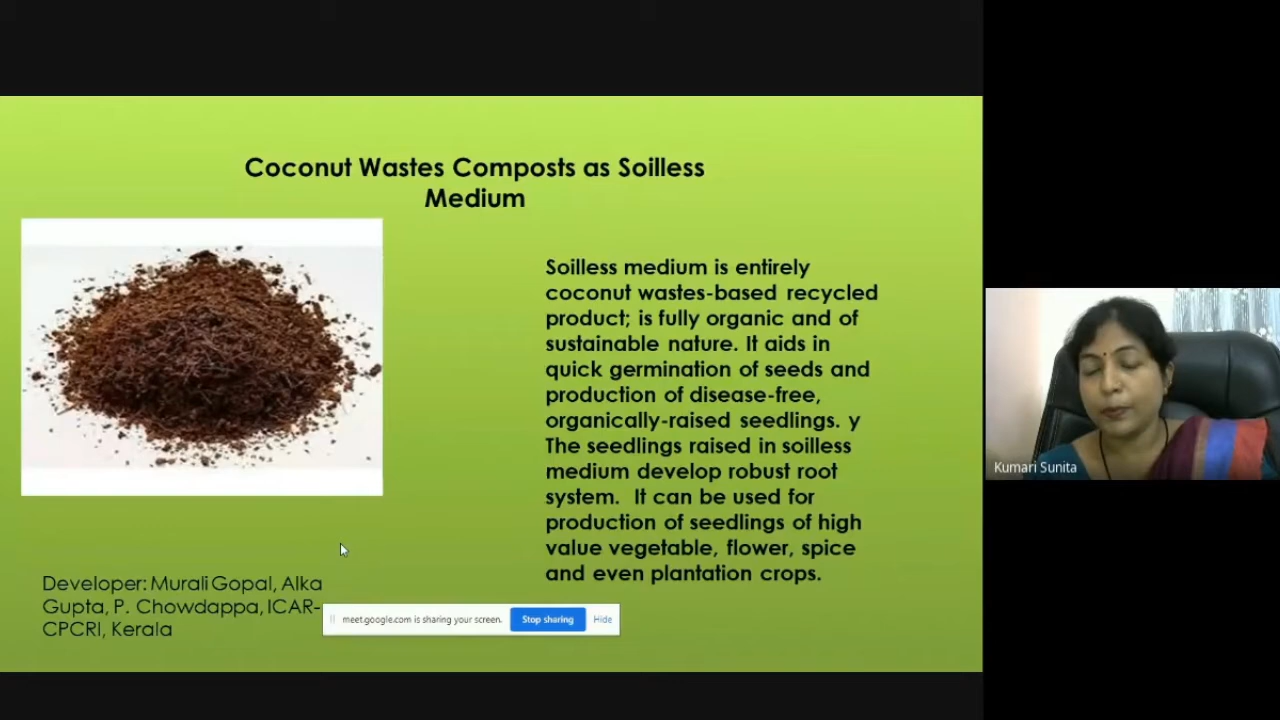 Coconut Wastes Composts as Soilless
Medium
Soilless medium is entirely
coconut wastes-based recycled
product; is fully organic and of
sustainable nature. It aids in
quick germination of seeds and
production of disease-free,
organically-raised seedlings. y
The seedlings raised in soilless
medium develop robust root
system. It can be used for
production of seedlings of high
value vegetable, flower, spice
and even plantation crops.
Developer: Murali Gopal, Alka
Gupta, P. Chowdappa, ICAR-
CPCRI, Kerala
meet.google.com is sharing your screen. Stop sharing Hide
Kumari Sunita